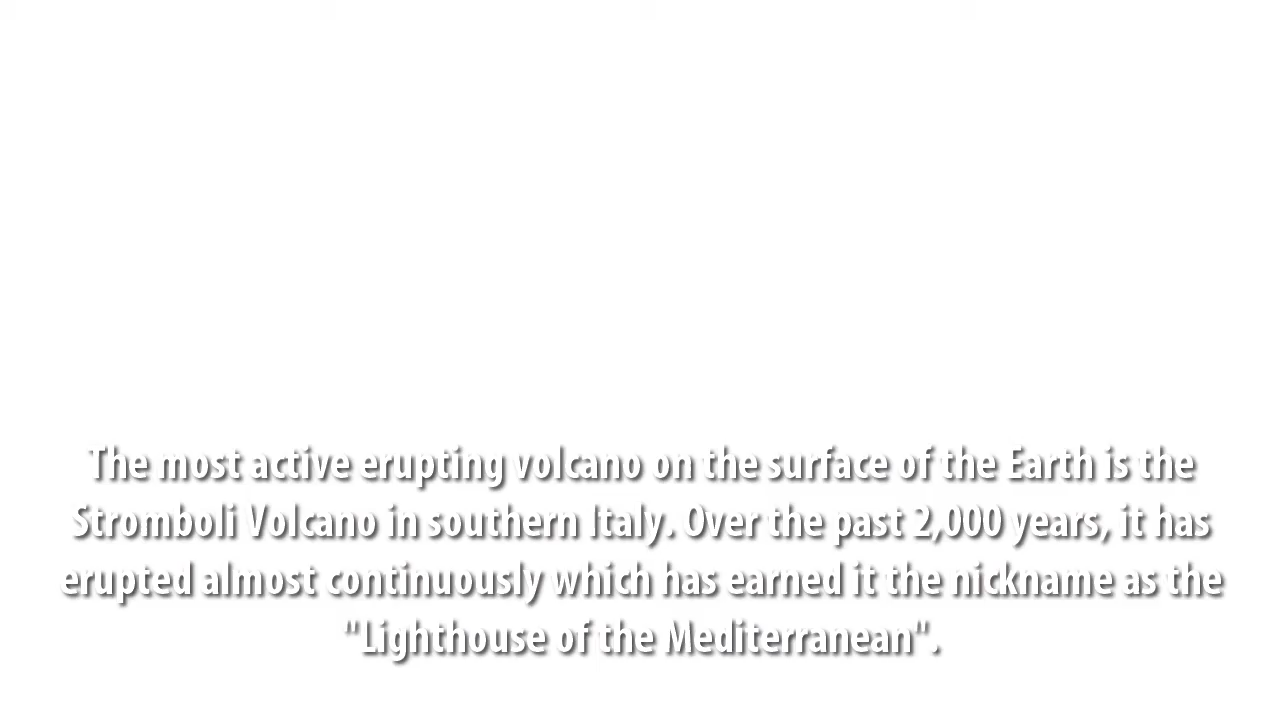 The most active erupting volcano on the surface of the Earth is the
Stromboli Volcano in southern Italy. Over the past 2,000 years, it has
erupted almost continuously which has earned it the nickname as the
"Lighthouse of the Mediterranean".